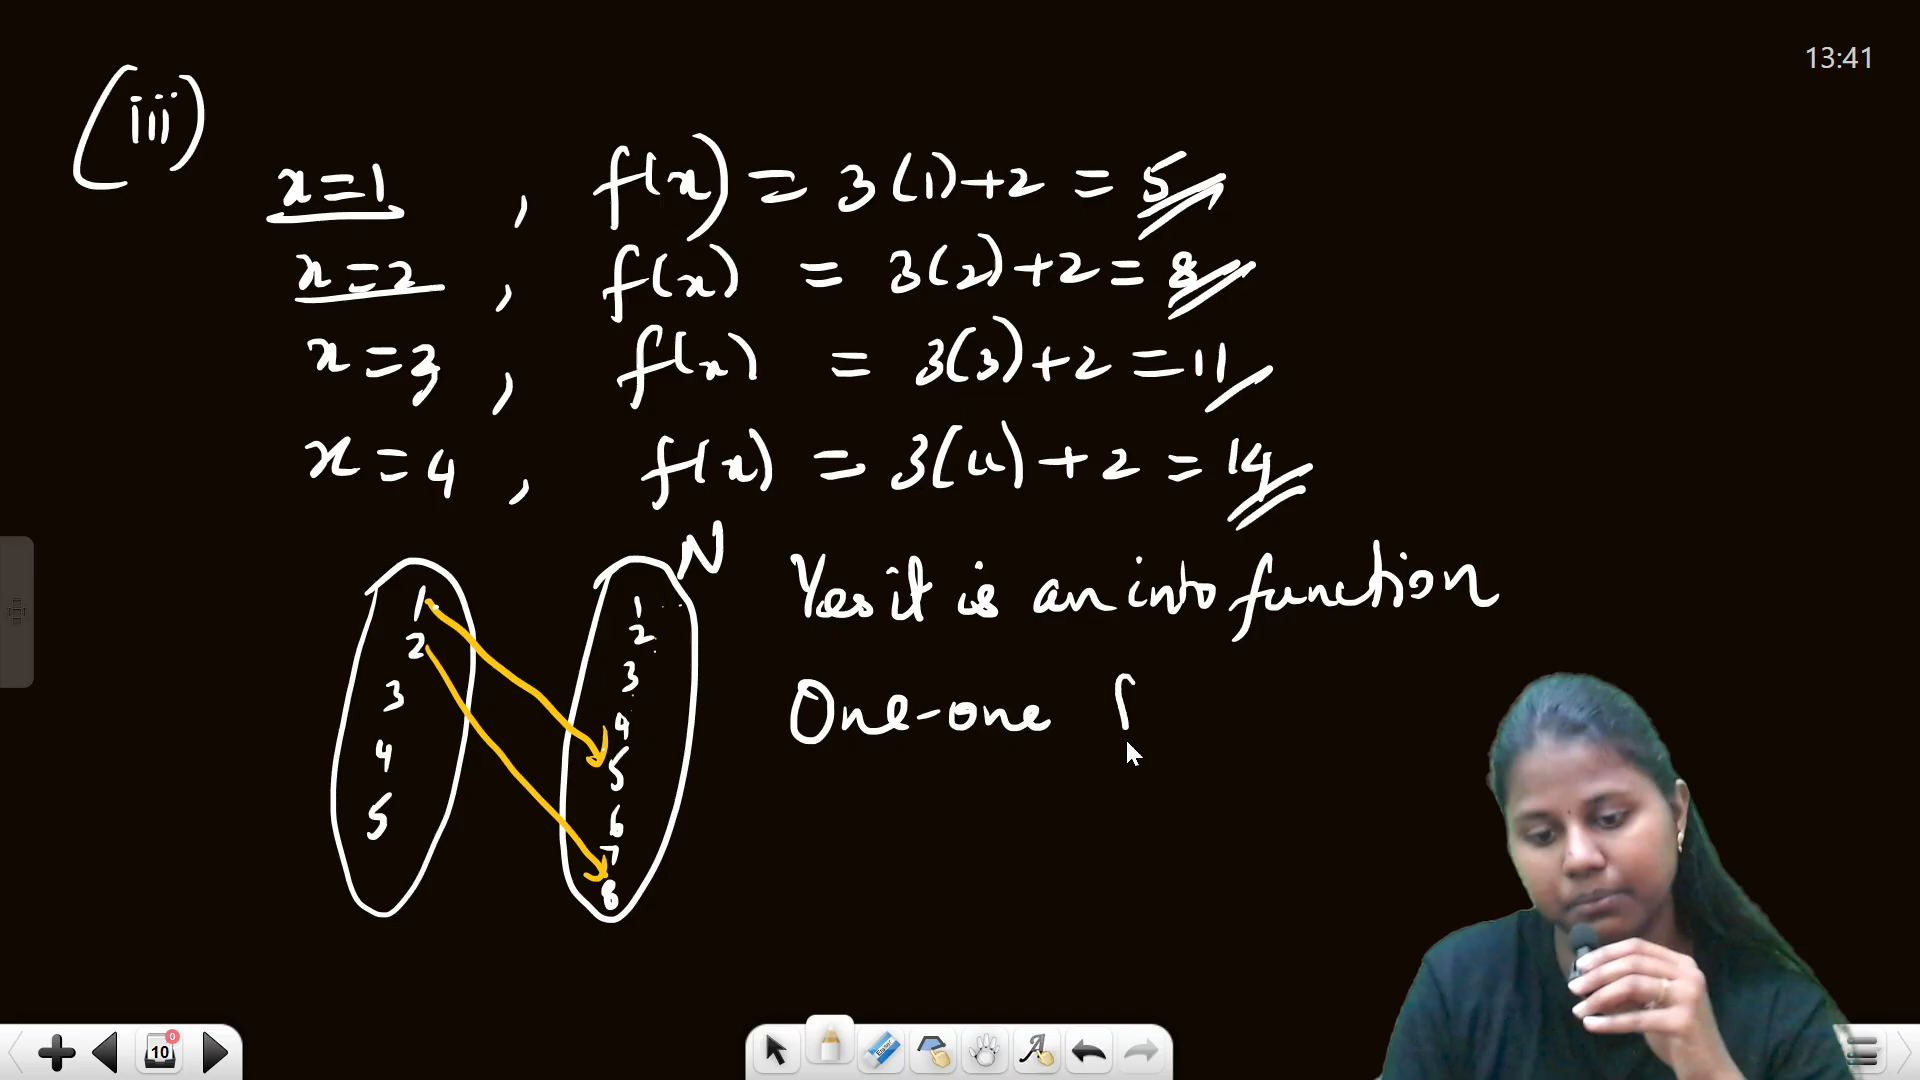 13:41
(iii)
x=1 , f(x) = 3(1)+2 = 5
x=2 , f(x) = 3(2)+2 = 8
x=3 , f(x) = 3(3)+2 =11
x=4 , f(x) = 3(4)+2 = 14
N
1
2
3
4
5
1
2
3
4
5
6
7
8
Yes it is an into function
One-one f
10
0
Eraser
A